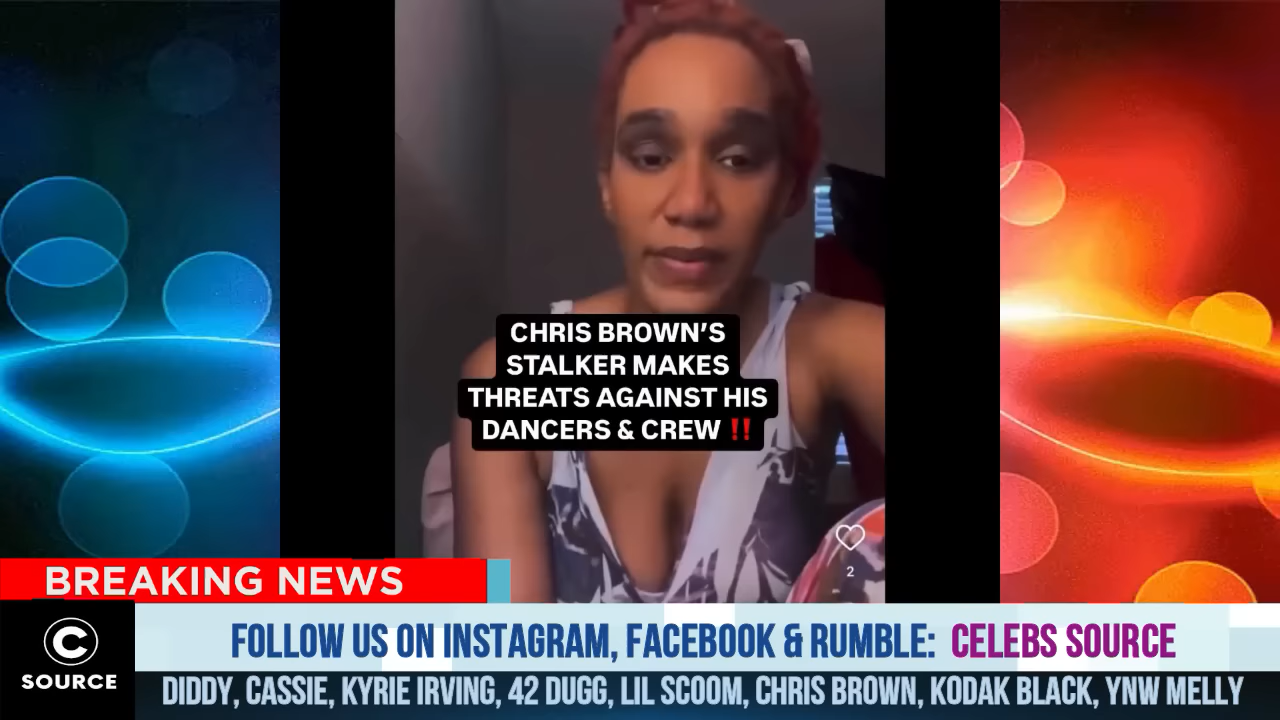 CHRIS BROWN’S
STALKER MAKES
THREATS AGAINST HIS
DANCERS & CREW ‼️
2
BREAKING NEWS
FOLLOW US ON INSTAGRAM, FACEBOOK & RUMBLE: CELEBS SOURCE
C
SOURCE
DIDDY, CASSIE, KYRIE IRVING, 42 DUGG, LIL SCOOM, CHRIS BROWN, KODAK BLACK, YNW MELLY